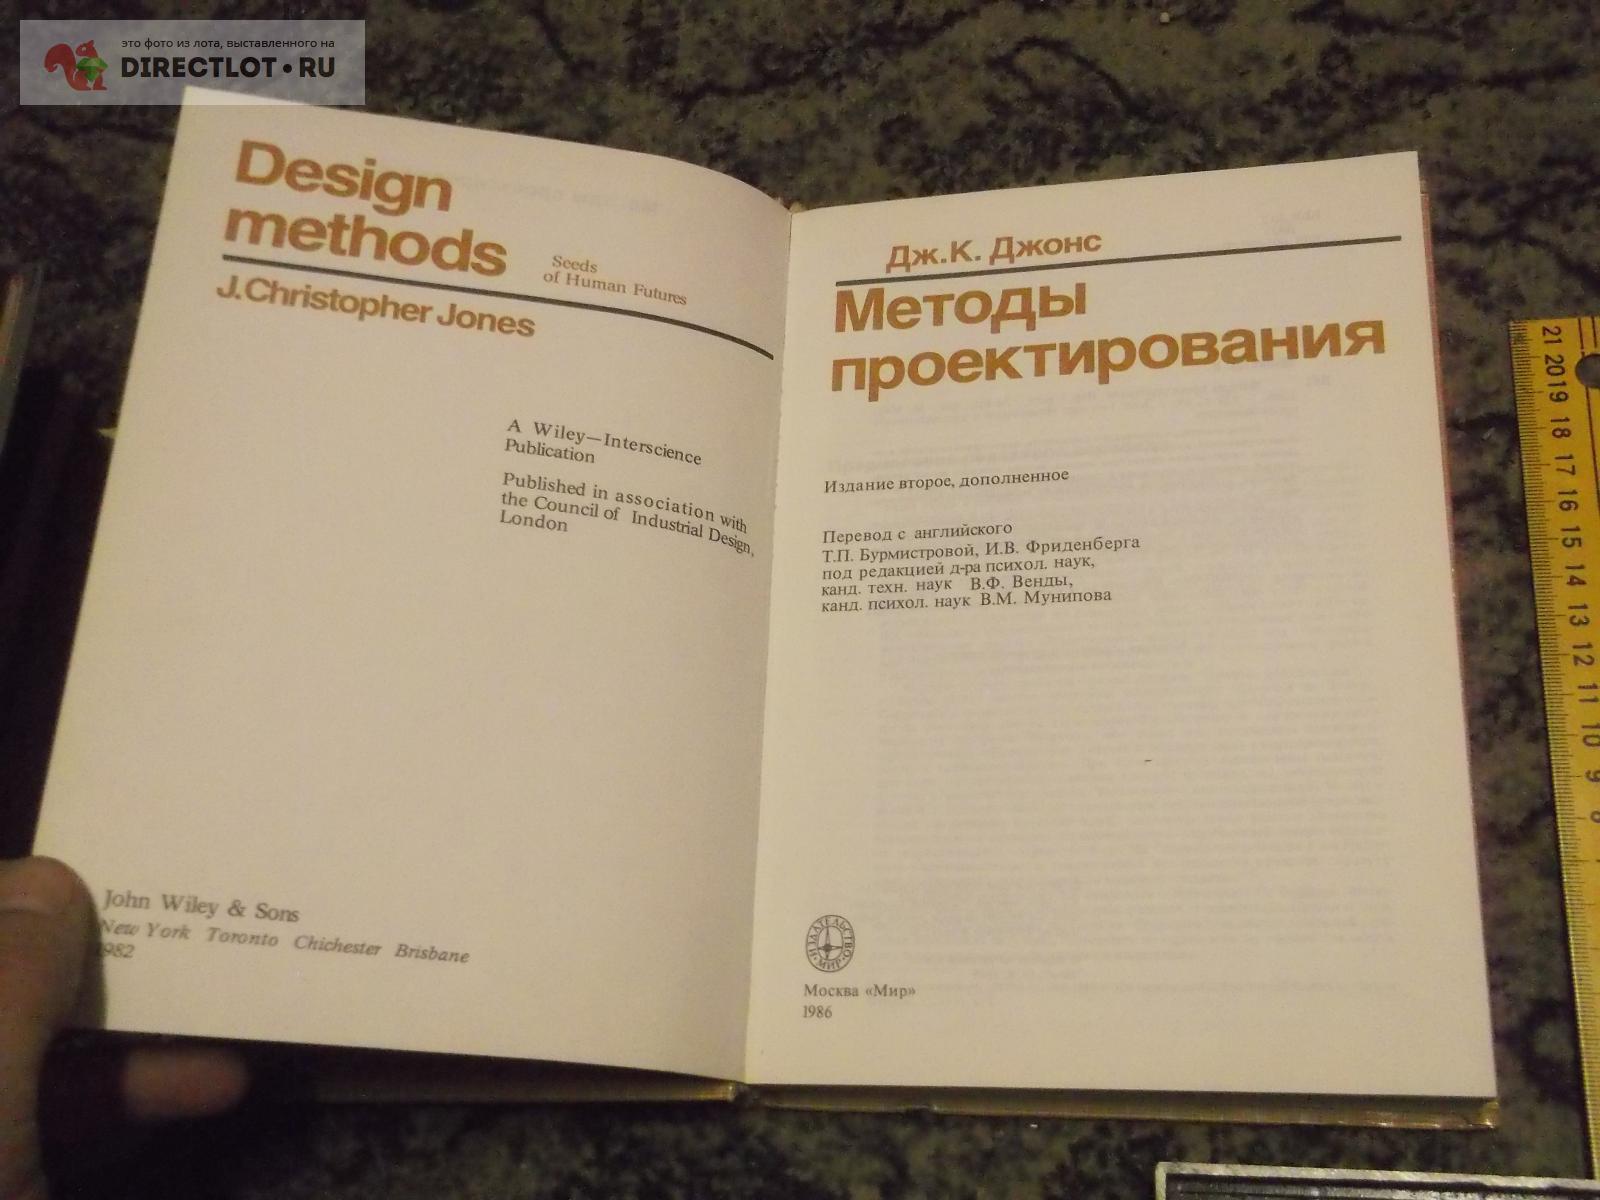 это фото из лота, выставленного на
DIRECTLOT•RU
Design
methods
Seeds
of Human Futures
J. Christopher Jones
A Wiley—Interscience
Publication
Published in association with
the Council of Industrial Design,
London
John Wiley & Sons
New York Toronto Chichester Brisbane
1982
Дж.К. Джонс
Методы
проектирования
Издание второе, дополненное
Перевод с английского
Т.П. Бурмистровой, И.В. Фриденберга
под редакцией д-ра психол. наук,
канд. техн. наук В.Ф. Венды,
канд. психол. наук В.М. Мунипова
ИЗДАТЕЛЬСТВО
МИР
Москва «Мир»
1986
21 20 19 18 17 16 15 14 13 12 11 10 9 8